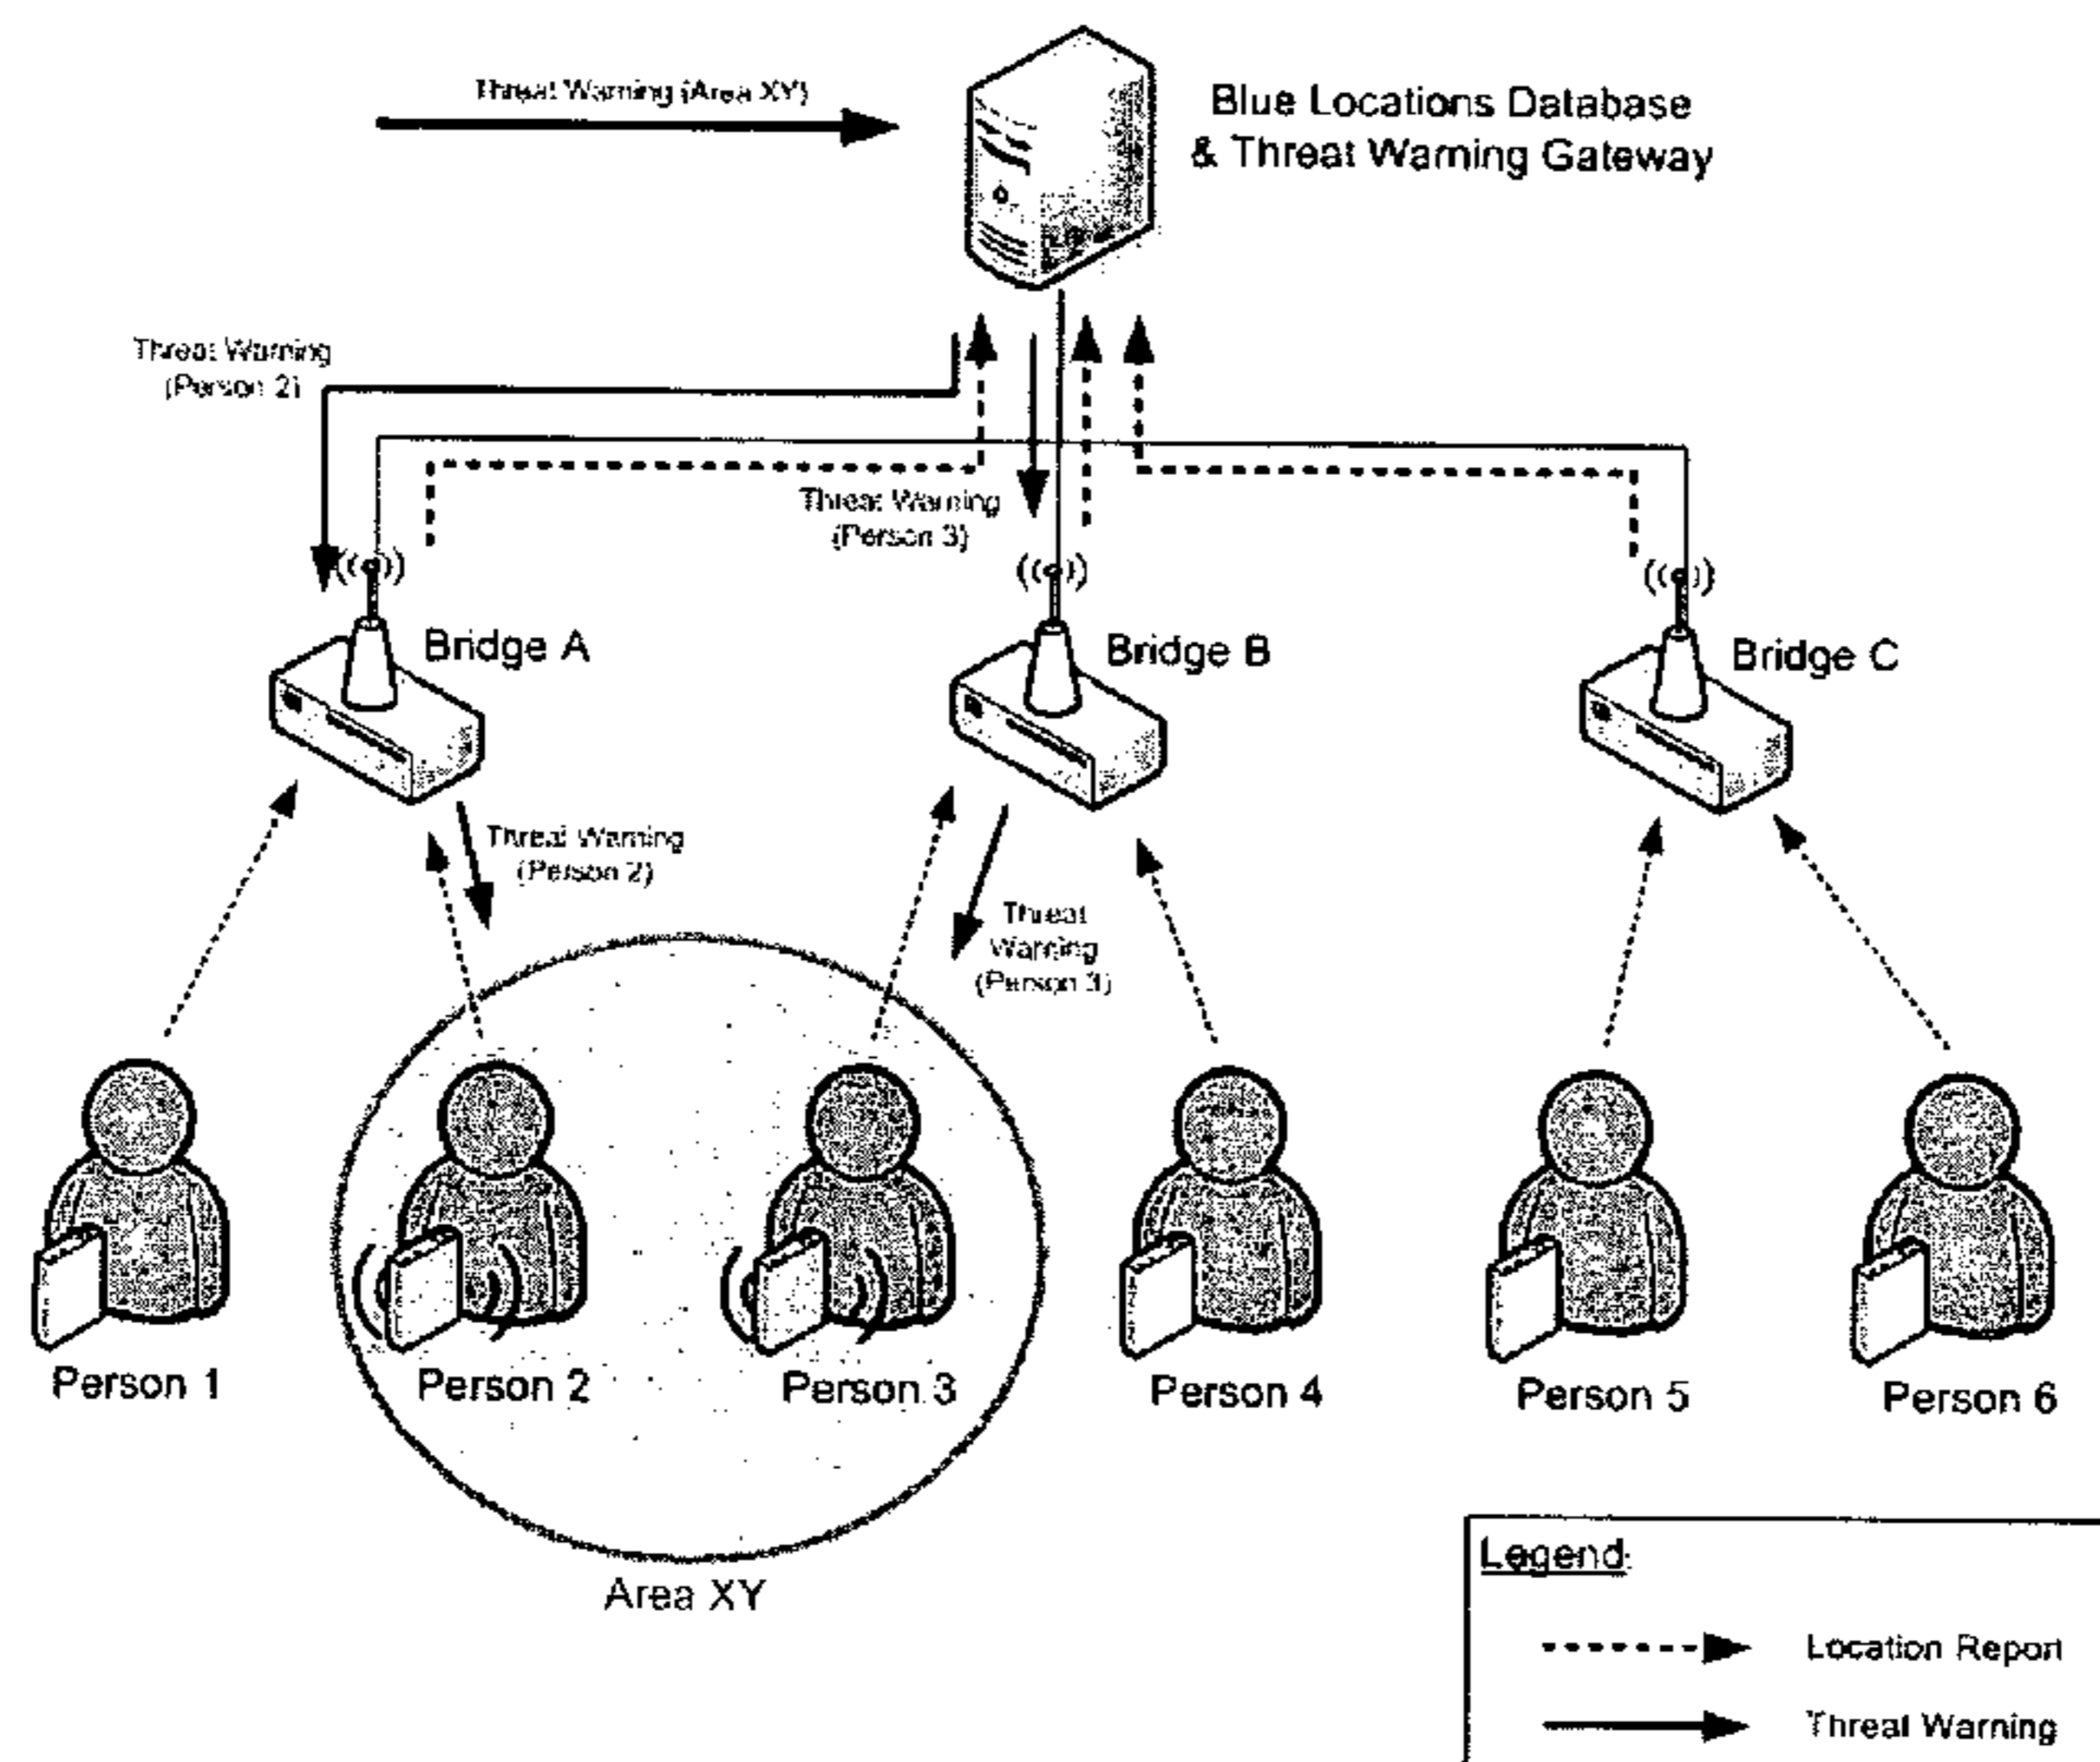 Threat Warning (Area XY)
Blue Locations Database
& Threat Warning Gateway
Threat Warning
(Person 2)
Threat Warning
(Person 3)
Bridge A
Bridge B
Bridge C
Threat Warning
(Person 2)
Threat
Warning
(Person 3)
Person 1
Person 2
Person 3
Person 4
Person 5
Person 6
Area XY
Legend:
Location Report
Threat Warning